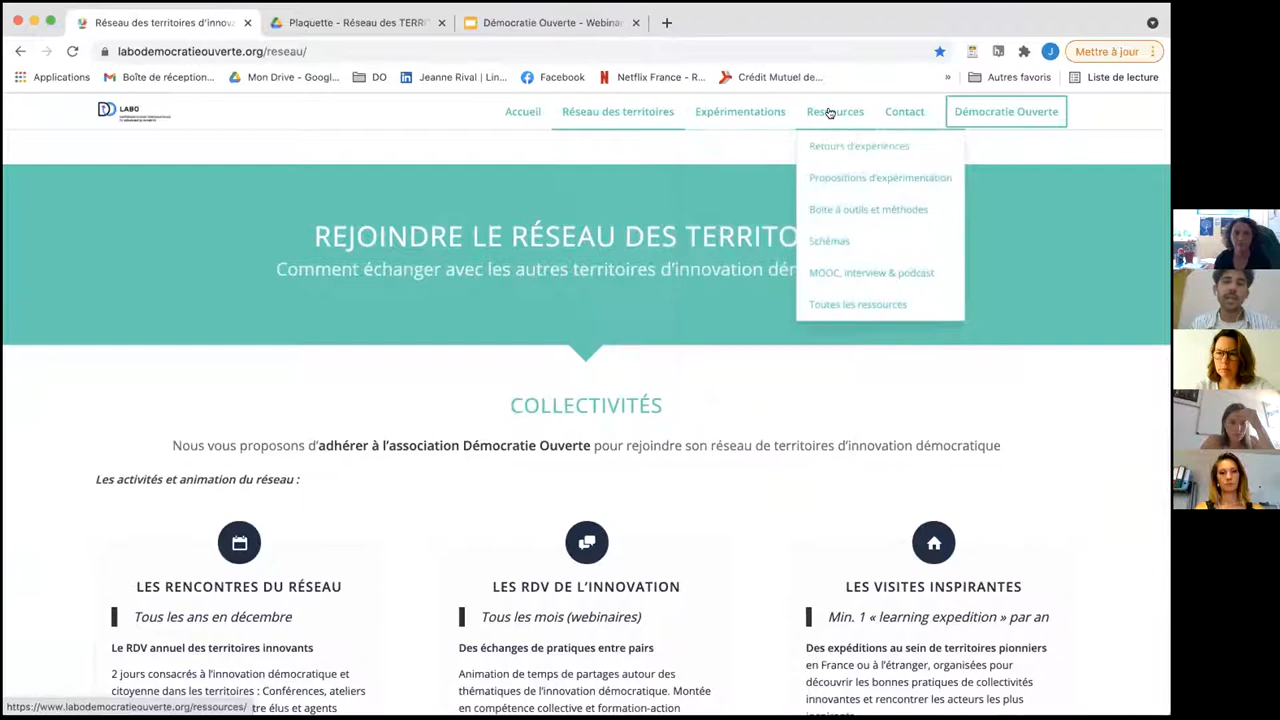 Réseau des territoires d'innova
Plaquette - Réseau des TERRIT
Démocratie Ouverte - Webinar
labodemocratieouverte.org/reseau/
Mettre à jour
Applications
Boîte de réception...
Mon Drive - Googl...
DO
Jeanne Rival | Lin...
Facebook
Netflix France - R...
Crédit Mutuel de...
»
Autres favoris
Liste de lecture
LABO
Accueil
Réseau des territoires
Expérimentations
Ressources
Contact
Démocratie Ouverte
Retours d'expériences
Propositions d'expérimentation
Boite à outils et méthodes
Schémas
MOOC, interview & podcast
Toutes les ressources
REJOINDRE LE RÉSEAU DES TERRITO
Comment échanger avec les autres territoires d'innovation dém
COLLECTIVITÉS
Nous vous proposons d'adhérer à l'association Démocratie Ouverte pour rejoindre son réseau de territoires d'innovation démocratique
Les activités et animation du réseau :
LES RENCONTRES DU RÉSEAU
Tous les ans en décembre
Le RDV annuel des territoires innovants
2 jours consacrés à l'innovation démocratique et
citoyenne dans les territoires : Conférences, ateliers
tre élus et agents
LES RDV DE L'INNOVATION
Tous les mois (webinaires)
Des échanges de pratiques entre pairs
Animation de temps de partages autour des
thématiques de l'innovation démocratique. Montée
en compétence collective et formation-action
LES VISITES INSPIRANTES
Min. 1 « learning expedition » par an
Des expéditions au sein de territoires pionniers
en France ou à l'étranger, organisées pour
découvrir les bonnes pratiques de collectivités
innovantes et rencontrer les acteurs les plus
inspirants
https://www.labodemocratieouverte.org/ressources/